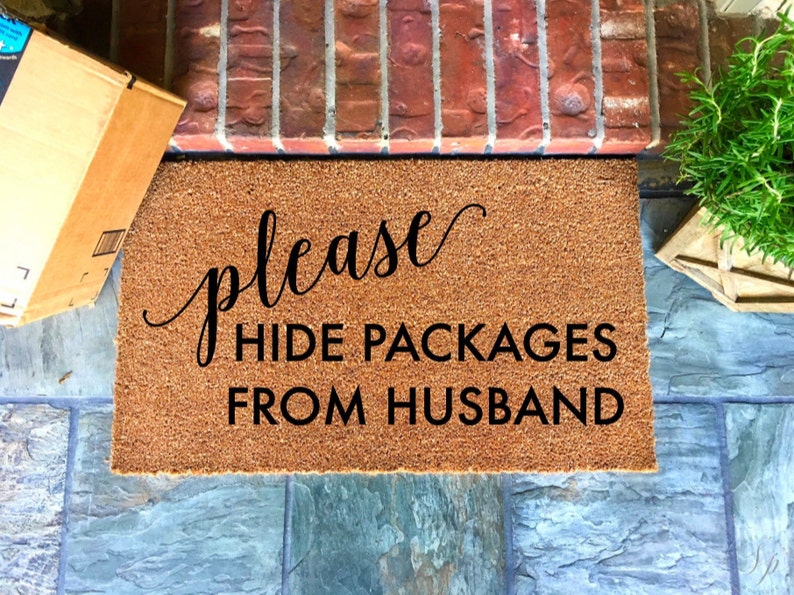 please
HIDE PACKAGES
FROM HUSBAND